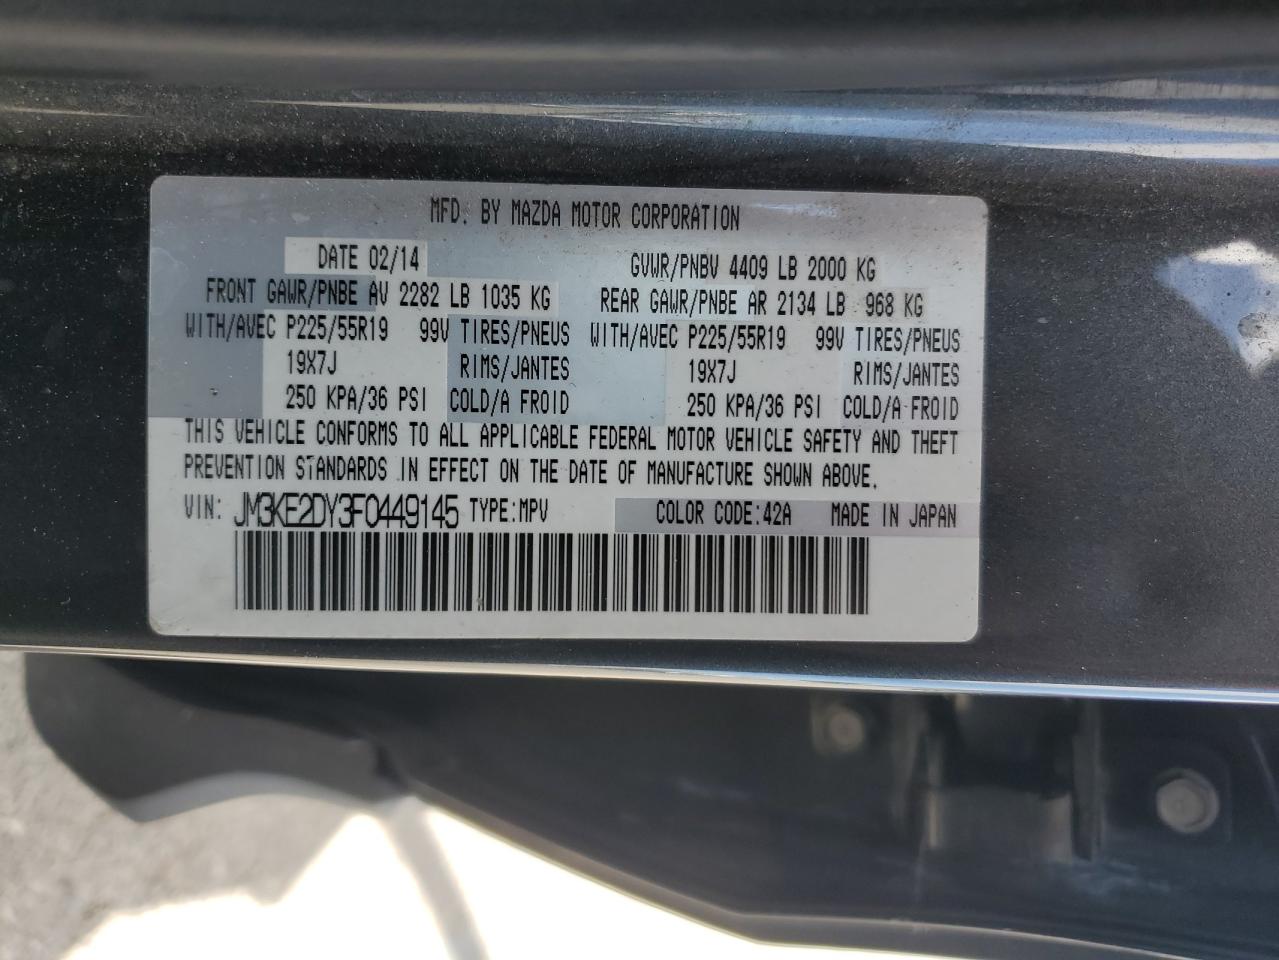 MFD. BY MAZDA MOTOR CORPORATION
DATE 02/14 GVWR/PNBV 4409 LB 2000 KG
FRONT GAWR/PNBE AV 2282 LB 1035 KG REAR GAWR/PNBE AR 2134 LB 968 KG
WITH/AVEC P225/55R19 99V TIRES/PNEUS WITH/AVEC P225/55R19 99V TIRES/PNEUS
19X7J RIMS/JANTES 19X7J RIMS/JANTES
250 KPA/36 PSI COLD/A FROID 250 KPA/36 PSI COLD/A FROID
THIS VEHICLE CONFORMS TO ALL APPLICABLE FEDERAL MOTOR VEHICLE SAFETY AND THEFT
PREVENTION STANDARDS IN EFFECT ON THE DATE OF MANUFACTURE SHOWN ABOVE.
VIN: JM3KE2DY3F0449145 TYPE:MPV COLOR CODE:42A MADE IN JAPAN